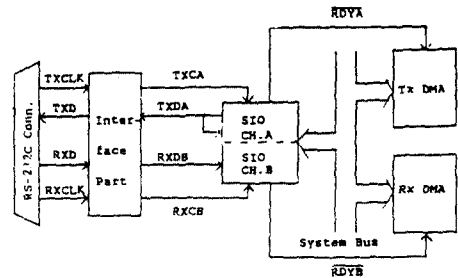 RDYA
TXCLK
TXCA
TXD
TXDA
Tx DMA
Inter
face
Part
SIO
CH.A
SIO
CH.B
RS-232C Conn.
RXD
RXDB
RXCLK
RXCB
Rx DMA
System Bus
RDYB